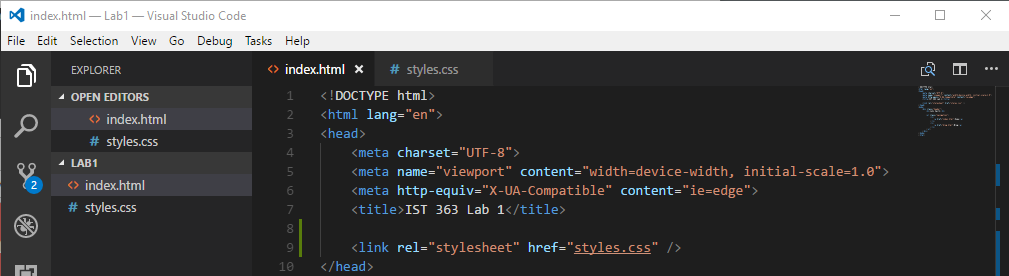 index.html — Lab1 — Visual Studio Code
File Edit Selection View Go Debug Tasks Help
EXPLORER
OPEN EDITORS
<> index.html
# styles.css
LAB1
<> index.html
# styles.css
2
<> index.html × # styles.css ...
1 <!DOCTYPE html>
2 <html lang="en">
3 <head>
4     <meta charset="UTF-8">
5     <meta name="viewport" content="width=device-width, initial-scale=1.0">
6     <meta http-equiv="X-UA-Compatible" content="ie=edge">
7     <title>IST 363 Lab 1</title>
8
9     <link rel="stylesheet" href="styles.css" />
10 </head>